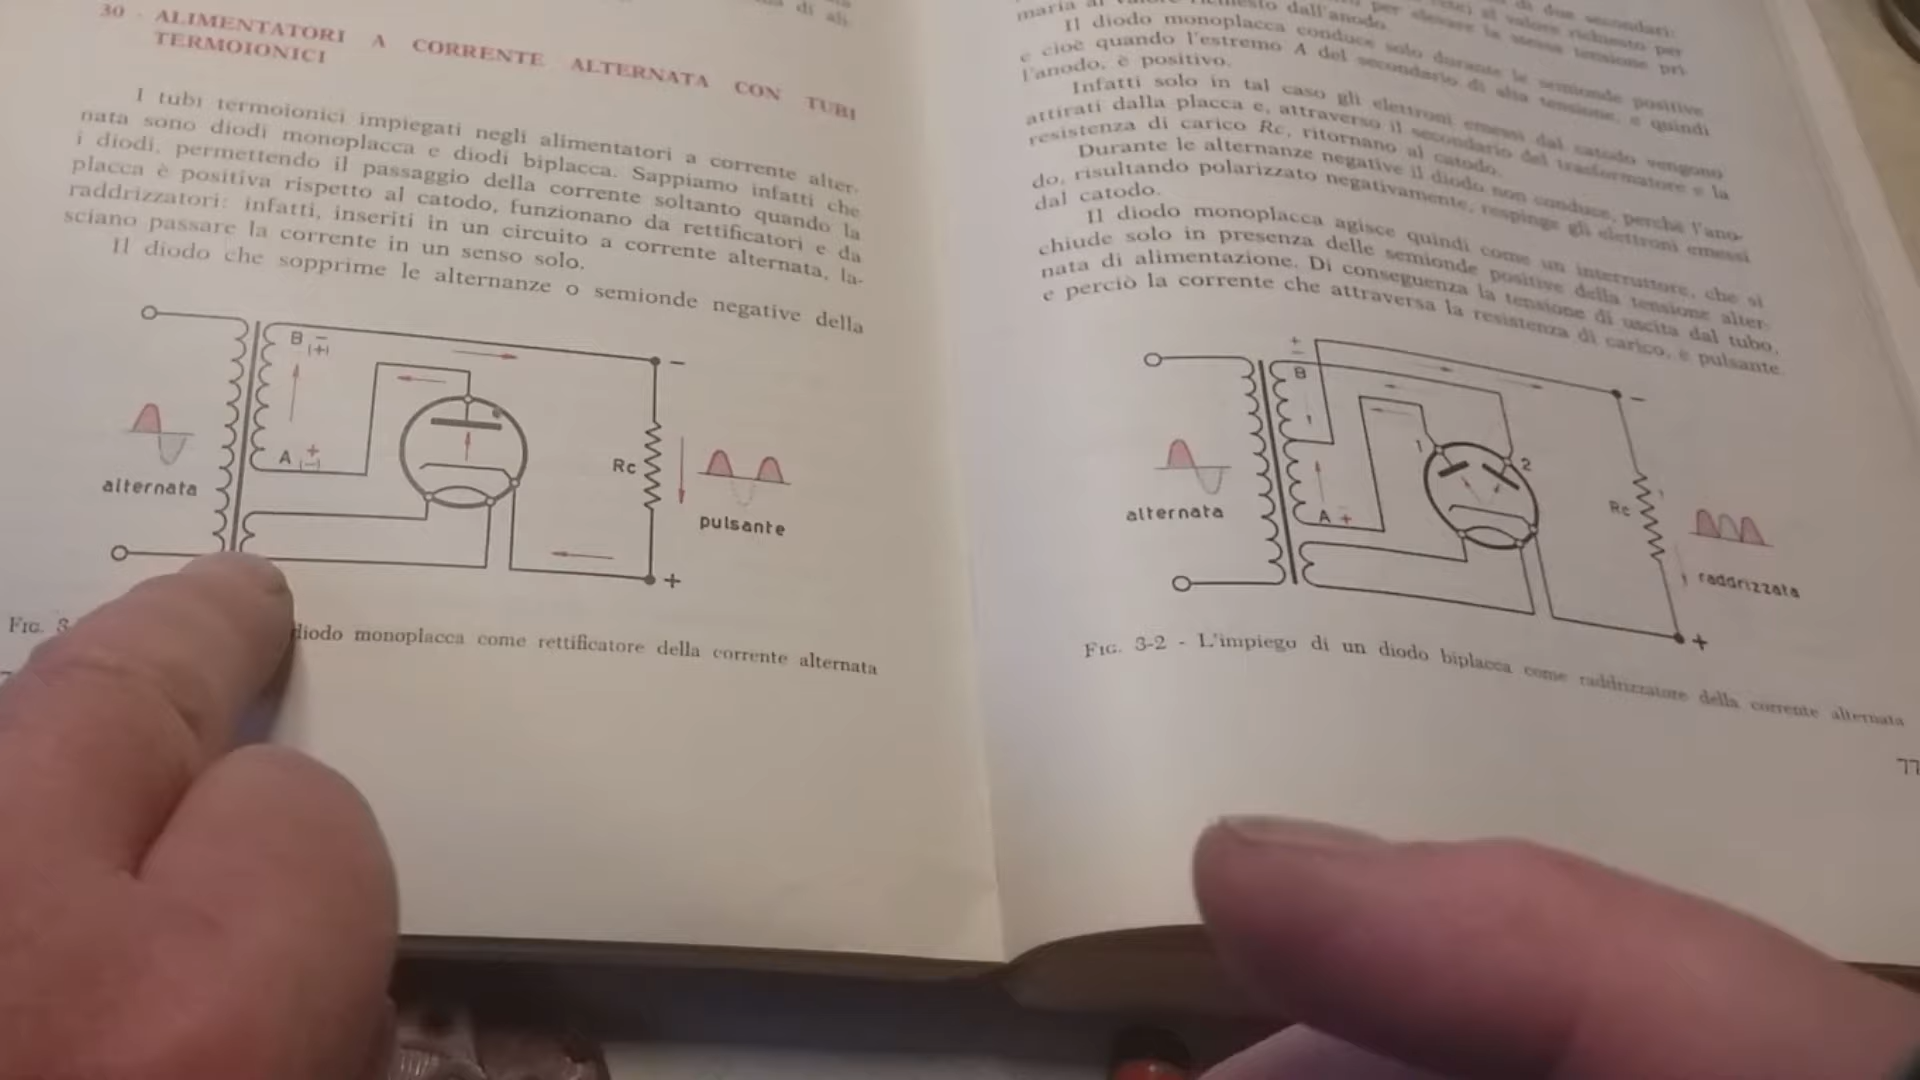 30 - ALIMENTATORI A CORRENTE ALTERNATA CON TUBI
TERMOIONICI
I tubi termoionici impiegati negli alimentatori a corrente alter-
nata sono diodi monoplacca e diodi biplacca. Sappiamo infatti che
i diodi, permettendo il passaggio della corrente soltanto quando la
placca è positiva rispetto al catodo, funzionano da rettificatori e da
raddrizzatori: infatti, inseriti in un circuito a corrente alternata, la-
sciano passare la corrente in un senso solo.
Il diodo che sopprime le alternanze o semionde negative della
B − (+)
A + (−)
alternata
Rc
−
+
pulsante
FIG. 3
diodo monoplacca come rettificatore della corrente alternata
di due secondari:
maria al valore richiesto dall'anodo.
Il diodo monoplacca conduce solo durante le semionde positive
e cioè quando l'estremo A del secondario di alta tensione, e quindi
l'anodo, è positivo.
Infatti solo in tal caso gli elettroni emessi dal catodo vengono
attirati dalla placca e, attraverso il secondario del trasformatore e la
resistenza di carico Rc, ritornano al catodo.
Durante le alternanze negative il diodo non conduce, perchè l'ano-
do, risultando polarizzato negativamente, respinge gli elettroni emessi
dal catodo.
Il diodo monoplacca agisce quindi come un interruttore, che si
chiude solo in presenza delle semionde positive della tensione alter-
nata di alimentazione. Di conseguenza la tensione di uscita dal tubo,
e perciò la corrente che attraversa la resistenza di carico, è pulsante
+ −
B
A + −
alternata
1
2
Rc
−
+
raddrizzata
FIG. 3-2 - L'impiego di un diodo biplacca come raddrizzatore della corrente alternata
77